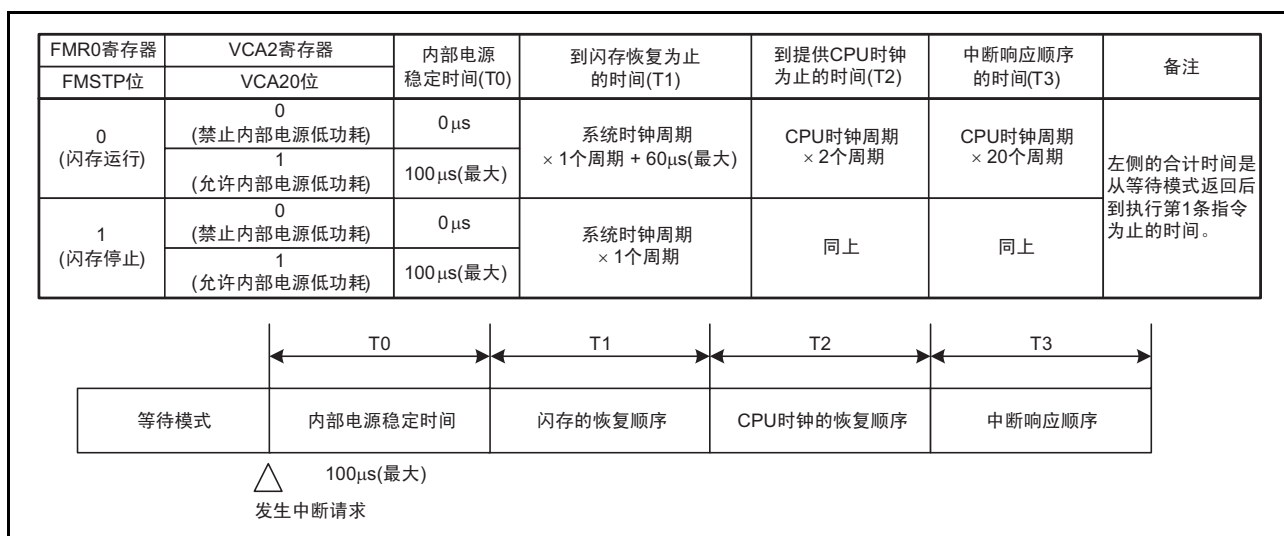 FMR0寄存器
FMSTP位
VCA2寄存器
VCA20位
内部电源
稳定时间(T0)
到闪存恢复为止
的时间(T1)
到提供CPU时钟
为止的时间(T2)
中断响应顺序
的时间(T3)
备注
0
(闪存运行)
0
(禁止内部电源低功耗)
0μs
1
(允许内部电源低功耗)
100μs(最大)
系统时钟周期
× 1个周期 + 60μs(最大)
CPU时钟周期
× 2个周期
CPU时钟周期
× 20个周期
左侧的合计时间是
从等待模式返回后
到执行第1条指令
为止的时间。
1
(闪存停止)
0
(禁止内部电源低功耗)
0μs
1
(允许内部电源低功耗)
100μs(最大)
系统时钟周期
× 1个周期
同上
同上
T0
T1
T2
T3
等待模式
内部电源稳定时间
闪存的恢复顺序
CPU时钟的恢复顺序
中断响应顺序
100μs(最大)
发生中断请求